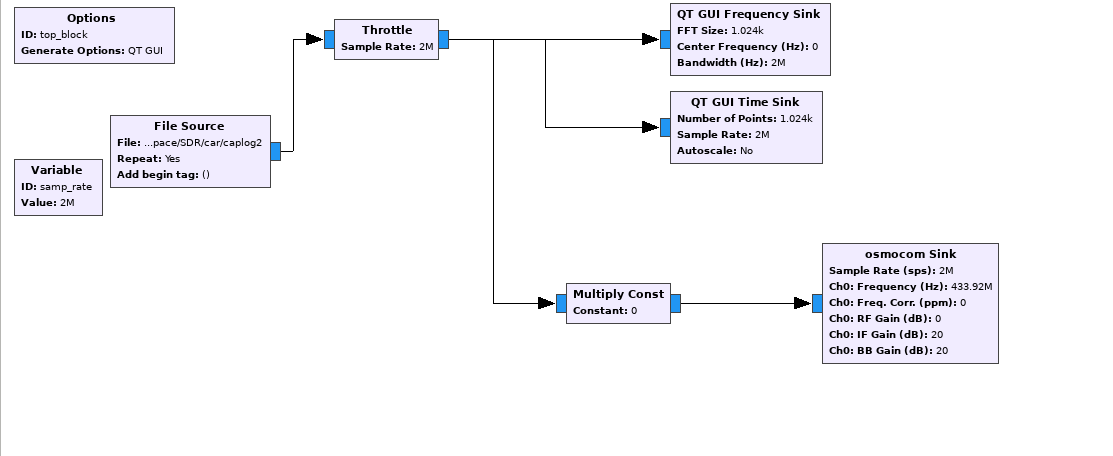 Options
ID: top_block
Generate Options: QT GUI
Variable
ID: samp_rate
Value: 2M
File Source
File: ...pace/SDR/car/caplog2
Repeat: Yes
Add begin tag: ()
Throttle
Sample Rate: 2M
QT GUI Frequency Sink
FFT Size: 1.024k
Center Frequency (Hz): 0
Bandwidth (Hz): 2M
QT GUI Time Sink
Number of Points: 1.024k
Sample Rate: 2M
Autoscale: No
Multiply Const
Constant: 0
osmocom Sink
Sample Rate (sps): 2M
Ch0: Frequency (Hz): 433.92M
Ch0: Freq. Corr. (ppm): 0
Ch0: RF Gain (dB): 0
Ch0: IF Gain (dB): 20
Ch0: BB Gain (dB): 20